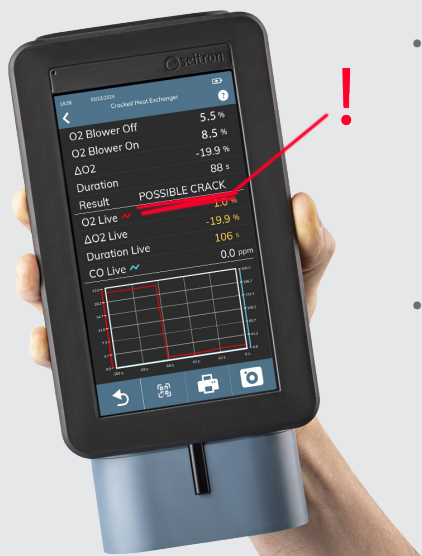 seitron
18:28 03/12/2024
Cracked Heat Exchanger
?
O2 Blower Off 5.5 %
O2 Blower On 8.5 %
ΔO2 -19.9 %
Duration 88 s
Result POSSIBLE CRACK
O2 Live 1.0 %
ΔO2 Live -19.9 %
Duration Live 106 s
CO Live 0.0 ppm
!